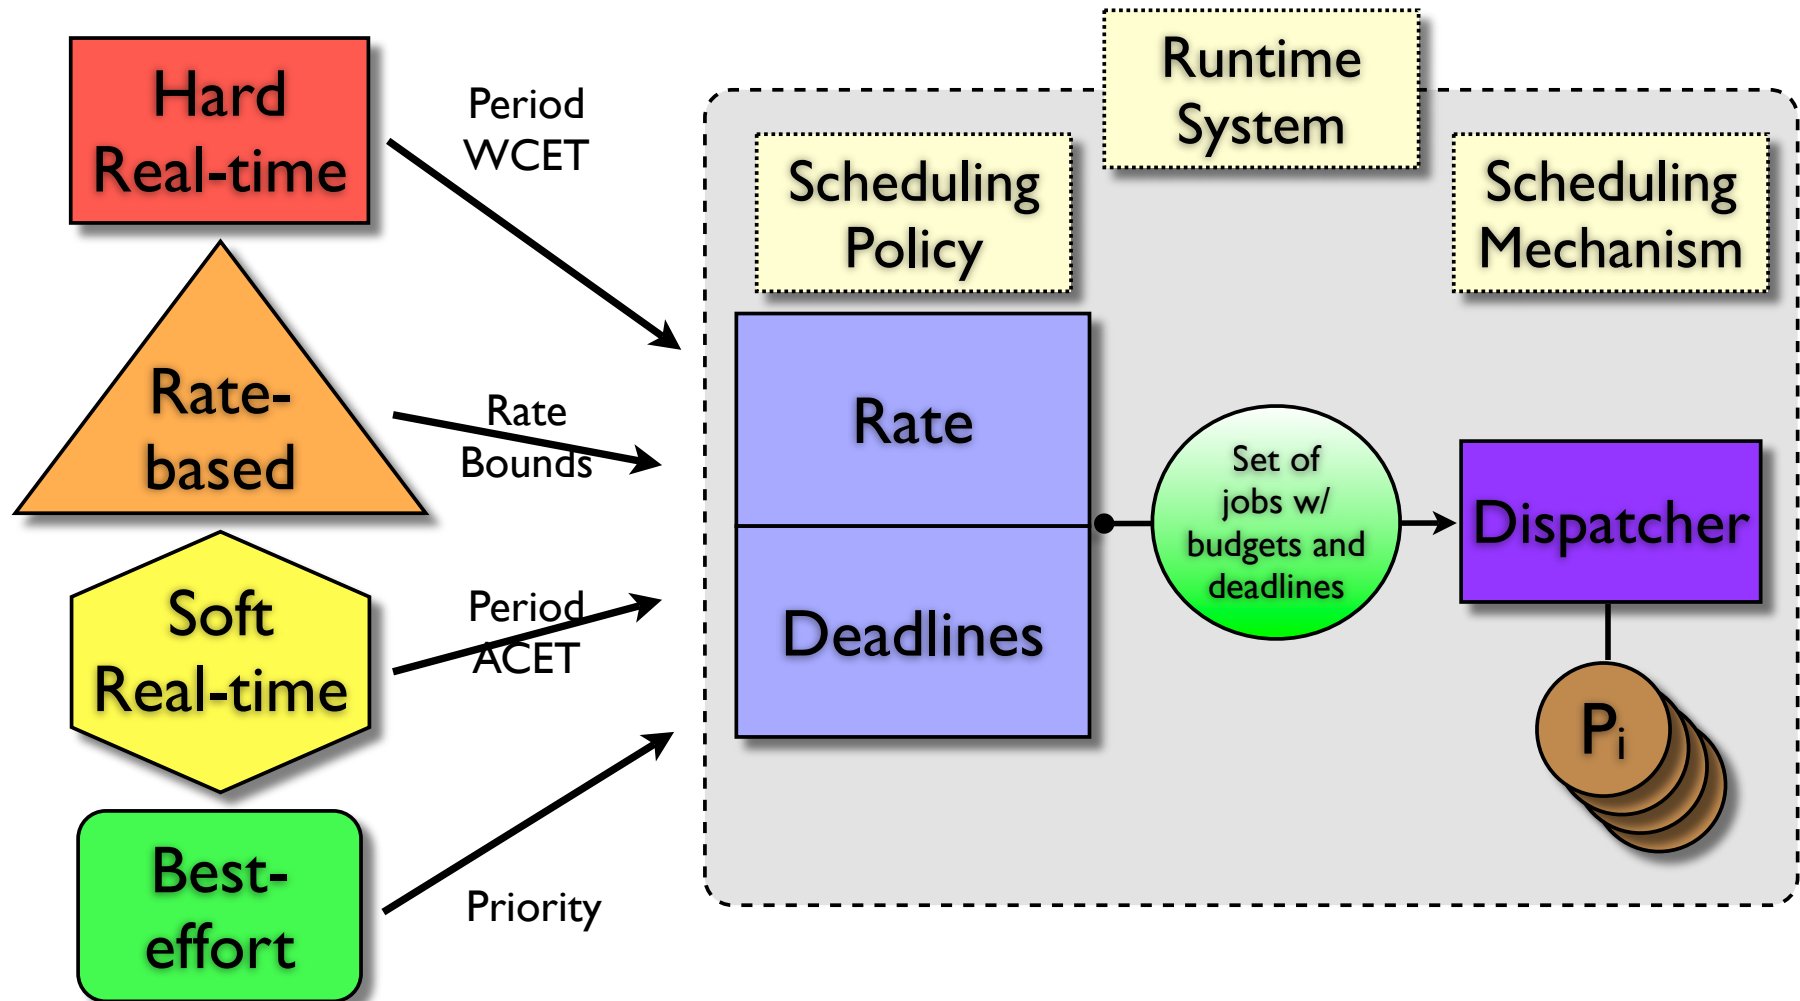 Hard
Real-time
Period
WCET
Rate-
based
Rate
Bounds
Soft
Real-time
Period
ACET
Best-
effort
Priority
Runtime
System
Scheduling
Policy
Scheduling
Mechanism
Rate
Deadlines
Set of
jobs w/
budgets and
deadlines
Dispatcher
Pi